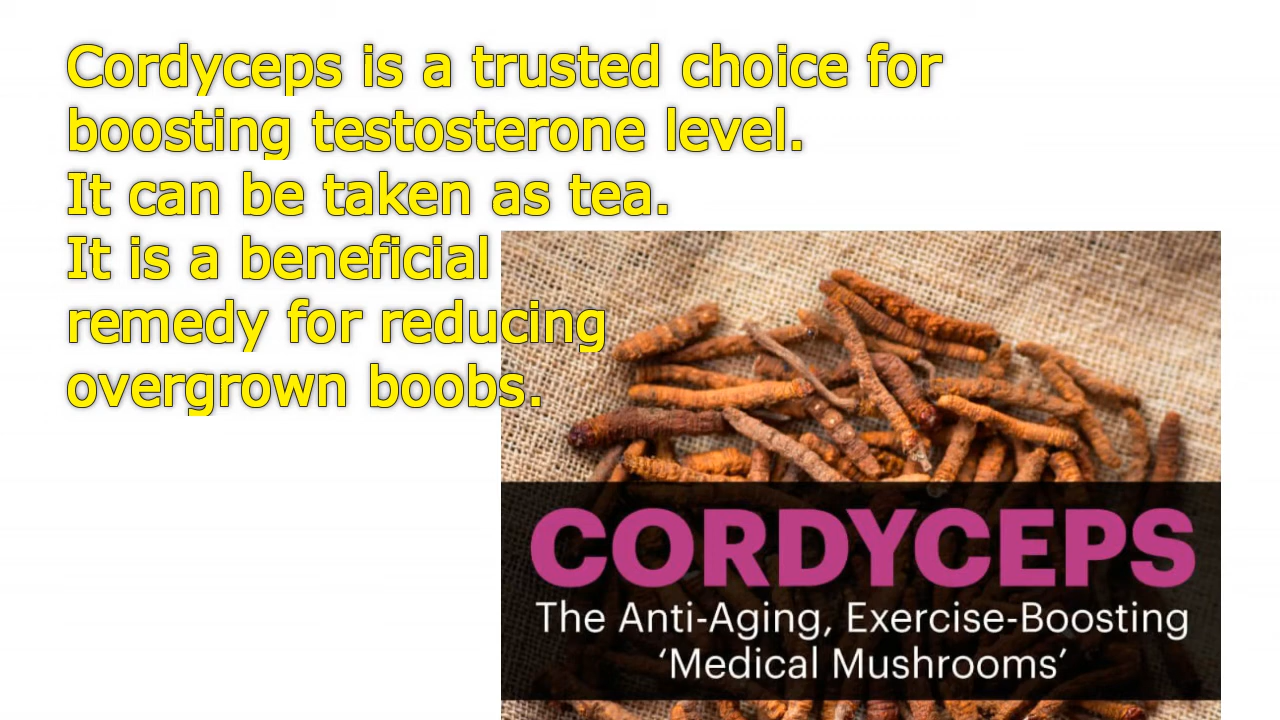 Cordyceps is a trusted choice for
boosting testosterone level.
It can be taken as tea.
It is a beneficial
remedy for reducing
overgrown boobs.
CORDYCEPS
The Anti-Aging, Exercise-Boosting
‘Medical Mushrooms’